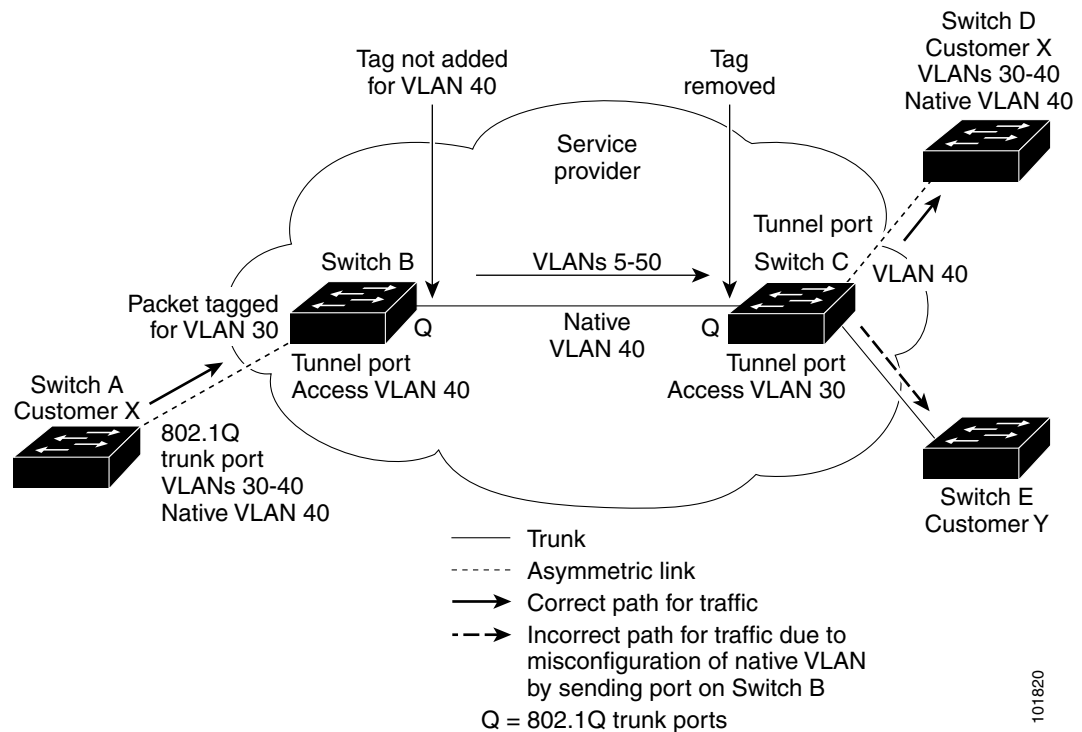 Tag not added
for VLAN 40
Tag
removed
Switch D
Customer X
VLANs 30-40
Native VLAN 40
Service
provider
Tunnel port
Switch B
VLANs 5-50
Switch C
VLAN 40
Packet tagged
for VLAN 30
Q
Native
VLAN 40
Q
Tunnel port
Access VLAN 40
Tunnel port
Access VLAN 30
Switch A
Customer X
802.1Q
trunk port
VLANs 30-40
Native VLAN 40
Switch E
Customer Y
Trunk
Asymmetric link
Correct path for traffic
Incorrect path for traffic due to
misconfiguration of native VLAN
by sending port on Switch B
Q = 802.1Q trunk ports
101820